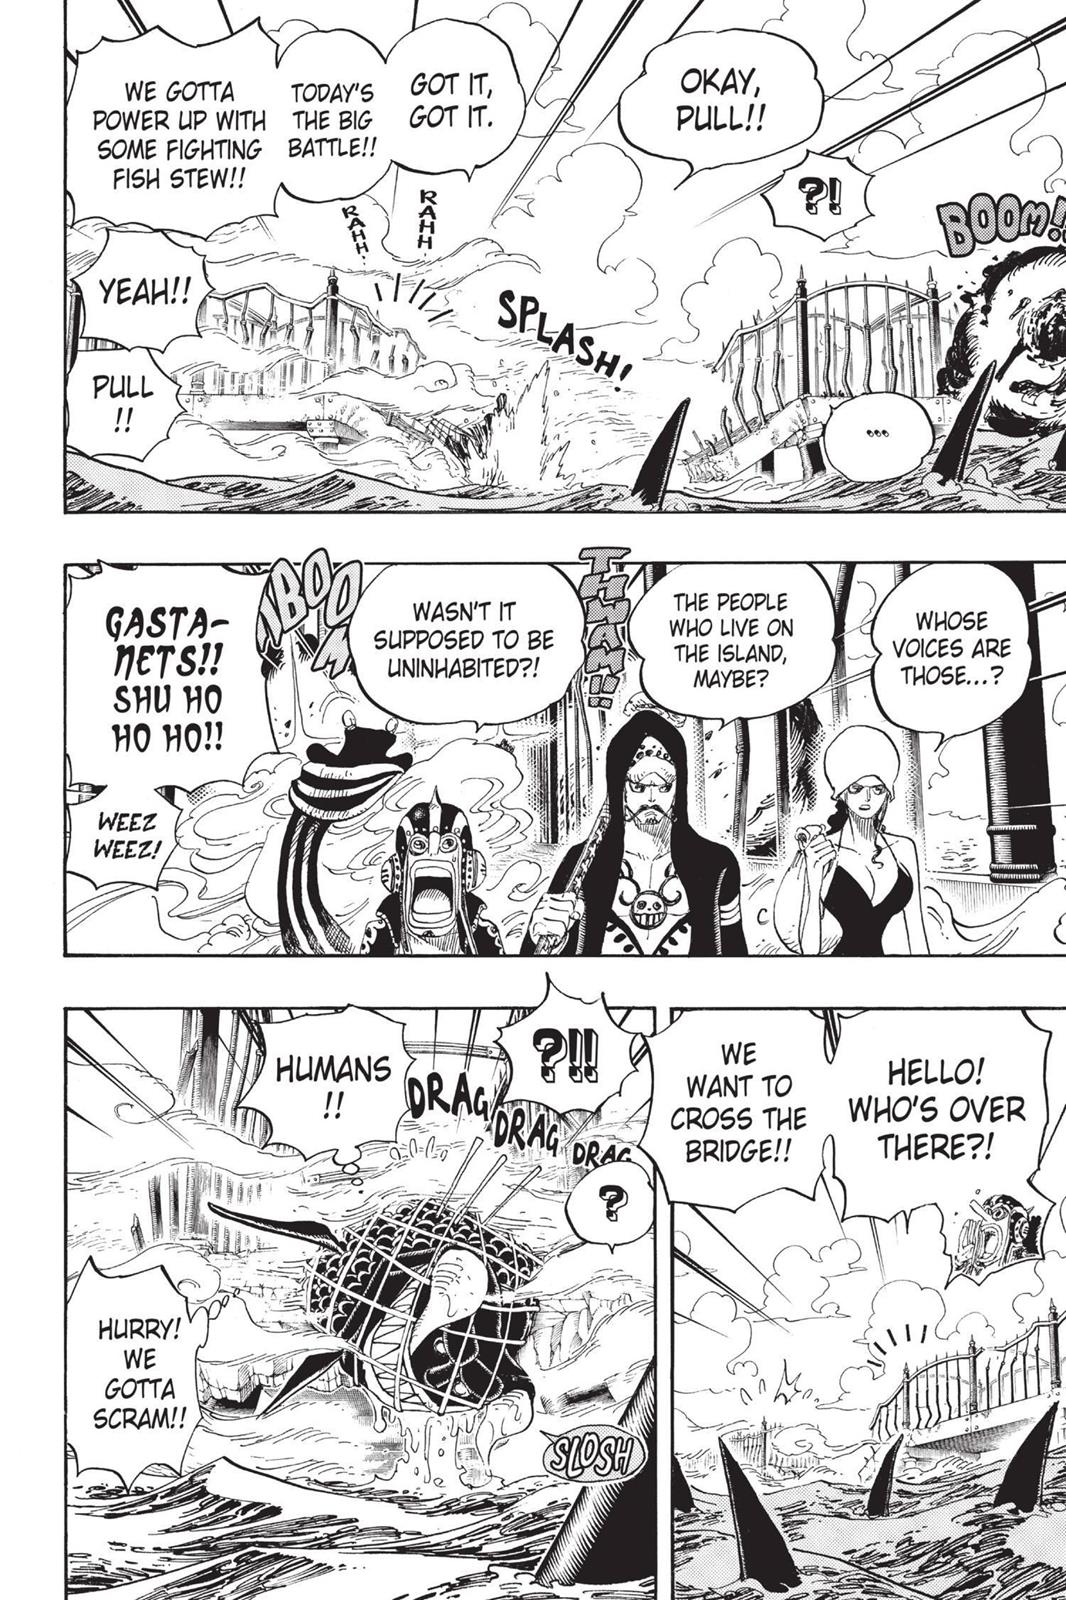 OKAY,
PULL!!
?!
BOOM!!
GOT IT,
GOT IT.
TODAY'S
THE BIG
BATTLE!!
WE GOTTA
POWER UP WITH
SOME FIGHTING
FISH STEW!!
RAHH
RAHH
YEAH!!
SPLASH!
PULL
!!
...
WHOSE
VOICES ARE
THOSE...?
THE PEOPLE
WHO LIVE ON
THE ISLAND,
MAYBE?
THWAM!!
WASN'T IT
SUPPOSED TO BE
UNINHABITED?!
GASTA-
NETS!!
SHU HO
HO HO!!
WEEZ
WEEZ!
HELLO!
WHO'S OVER
THERE?!
WE
WANT TO
CROSS THE
BRIDGE!!
?!!
HUMANS
!!
DRAG
DRAG
DRAG
?
HURRY!
WE
GOTTA
SCRAM!!
SLOSH